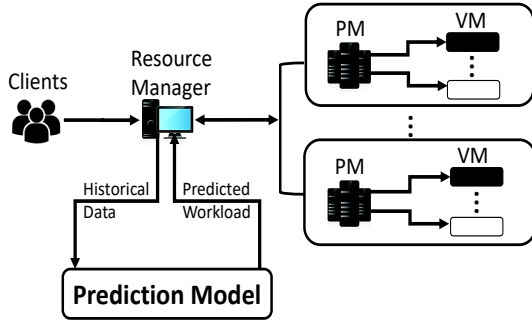 Clients
Resource
Manager
PM
VM
PM
VM
Historical
Data
Predicted
Workload
Prediction Model